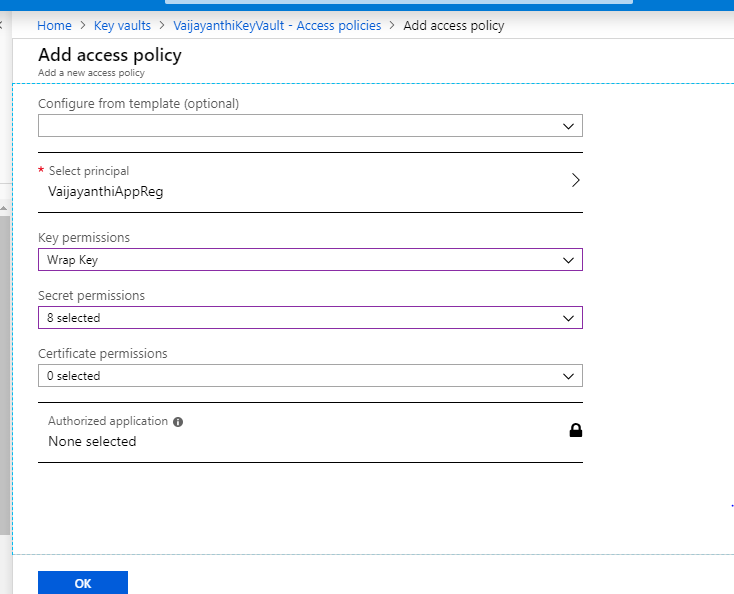 Home > Key vaults > VaijayanthiKeyVault - Access policies > Add access policy
Add access policy
Add a new access policy
Configure from template (optional)
* Select principal
VaijayanthiAppReg
Key permissions
Wrap Key
Secret permissions
8 selected
Certificate permissions
0 selected
Authorized application
None selected
OK